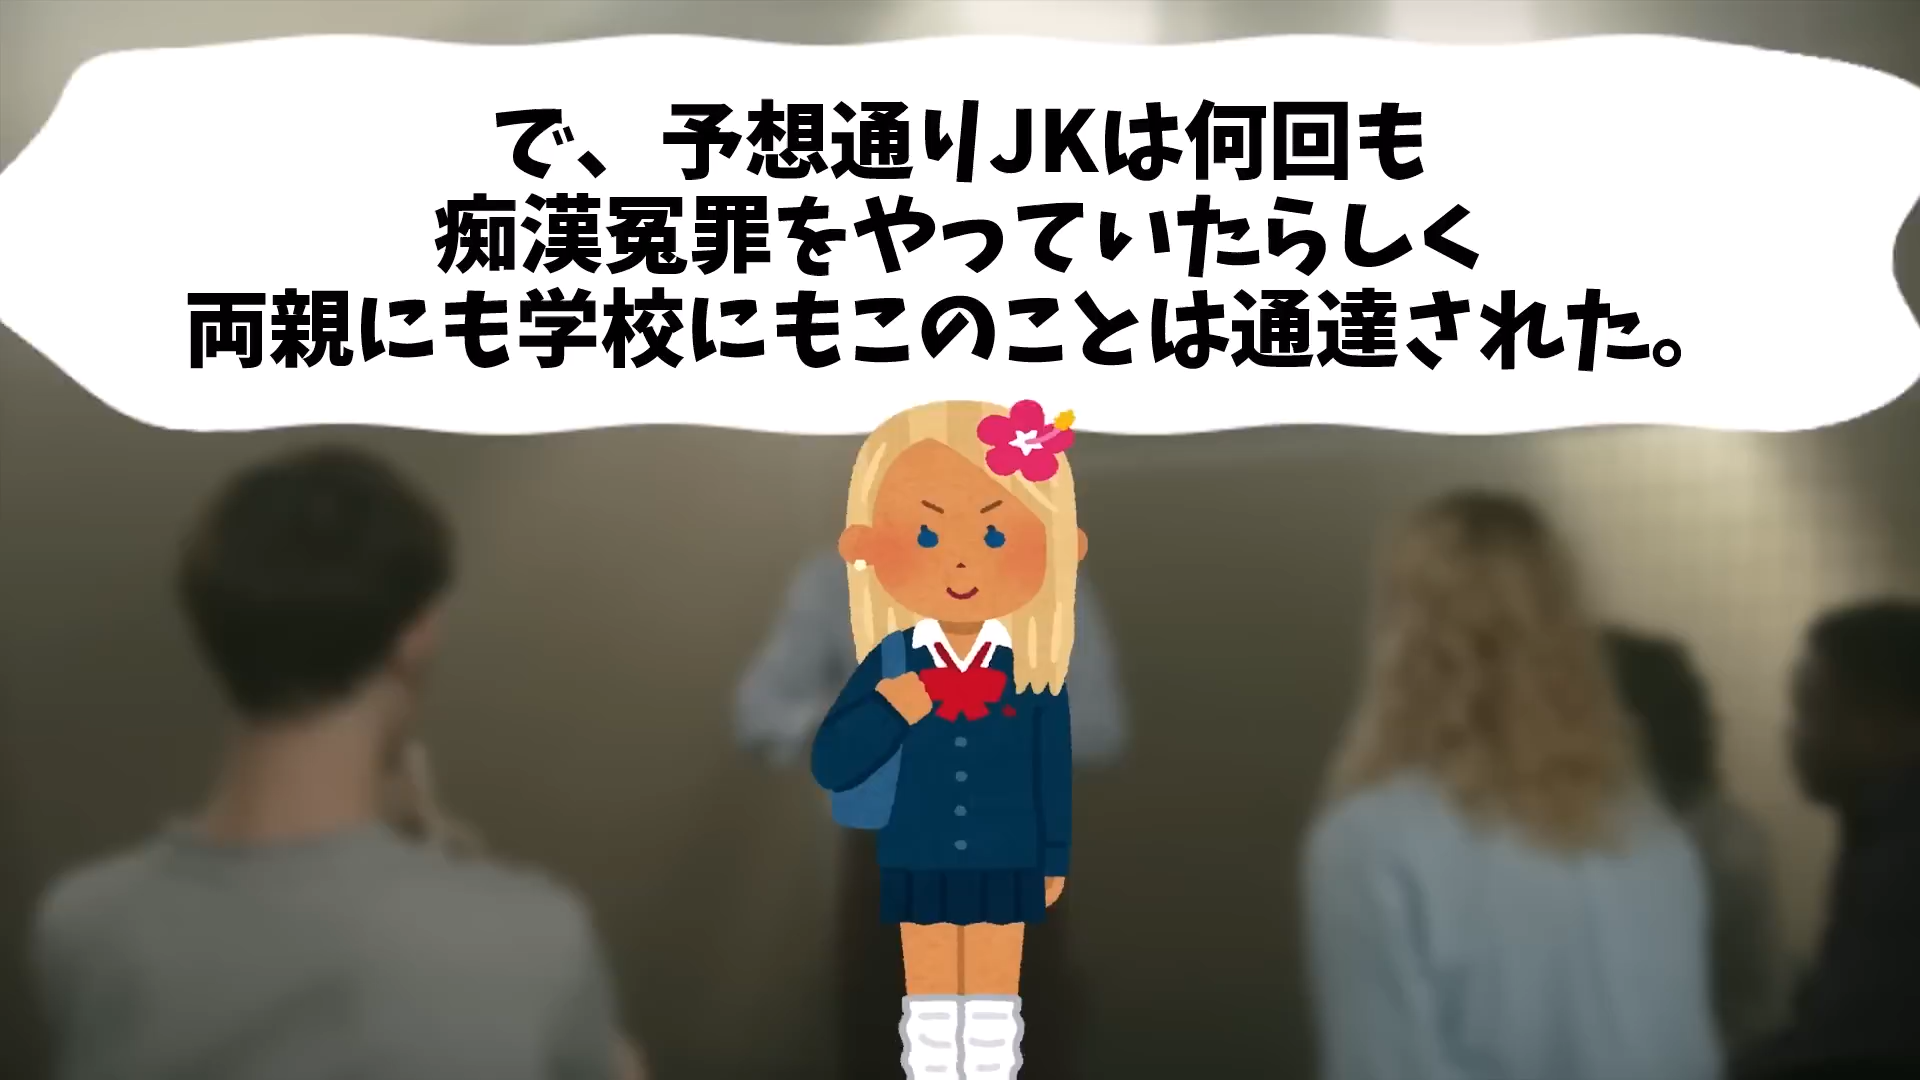 で、予想通りJKは何回も
痴漢冤罪をやっていたらしく
両親にも学校にもこのことは通達された。